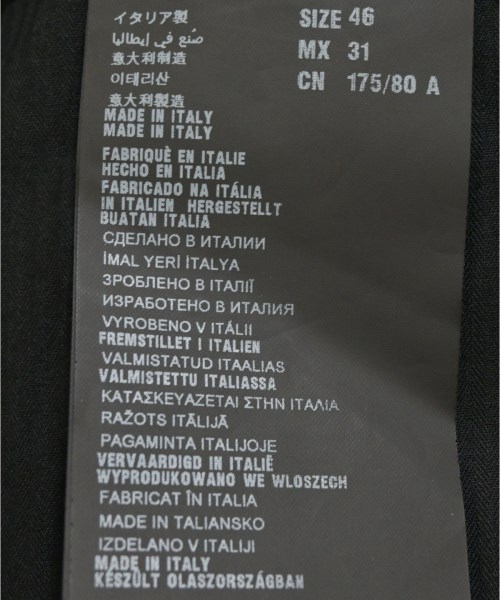 イタリア製
صُنع في إيطاليا
意大利制造
이태리산
意大利製造
MADE IN ITALY
MADE IN ITALY
FABRIQUÈ EN ITALIE
HECHO EN ITALIA
FABRICADO NA ITÁLIA
IN ITALIEN HERGESTELLT
BUATAN ITALIA
СДЕЛАНО В ИТАЛИИ
İMAL YERİ İTALYA
ЗРОБЛЕНО В ІТАЛІЇ
ИЗРАБОТЕНО В ИТАЛИЯ
VYROBENO V ITÁLII
FREMSTILLET I ITALIEN
VALMISTATUD ITAALIAS
VALMISTETTU ITALIASSA
ΚΑΤΑΣΚΕΥΑΖΕΤΑΙ ΣΤΗΝ ΙΤΑΛΙΑ
RAŽOTS ITĀLIJĀ
PAGAMINTA ITALIJOJE
VERVAARDIGD IN ITALIË
WYPRODUKOWANO WE WLOSZECH
FABRICAT ÎN ITALIA
MADE IN TALIANSKO
IZDELANO V ITALIJI
MADE IN ITALY
KÉSZÜLT OLASZORSZÁGBAN
SIZE 46
MX 31
CN 175/80 A